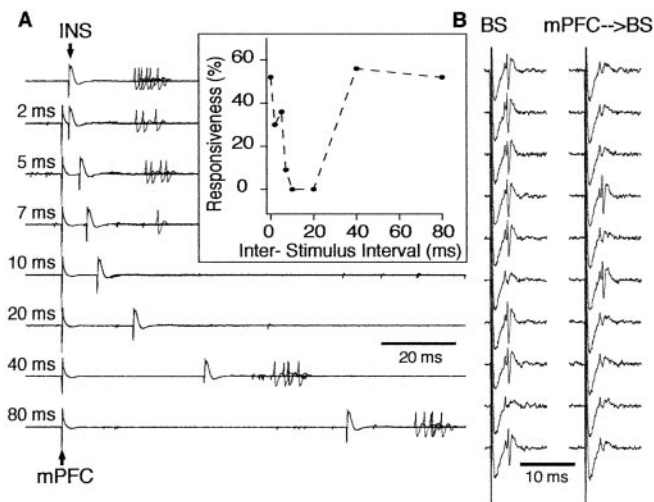 A
INS
2 ms
5 ms
7 ms
10 ms
20 ms
40 ms
80 ms
mPFC
20 ms
Responsiveness (%)
60
40
20
0
0
20
40
60
80
Inter- Stimulus Interval (ms)
B
BS
mPFC-->BS
10 ms